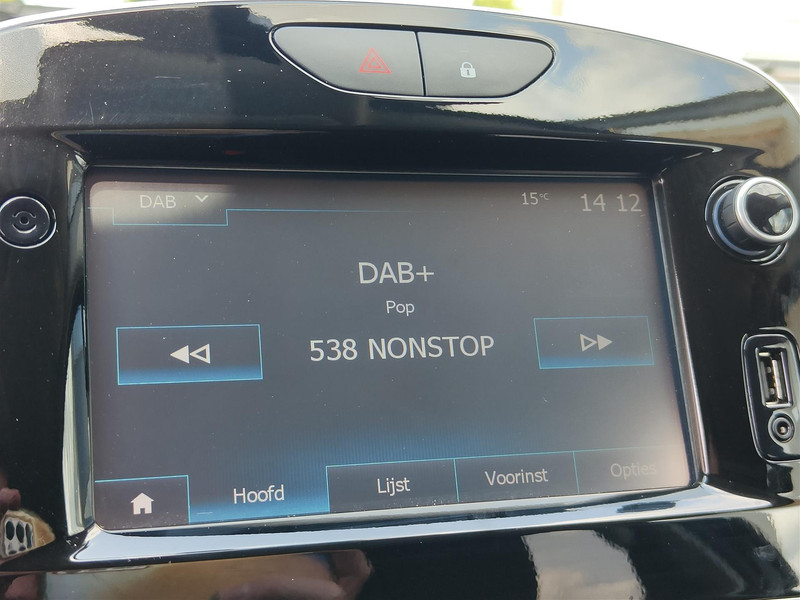 DAB
15°C
14 12
DAB+
Pop
538 NONSTOP
Hoofd
Lijst
Voorinst
Opties